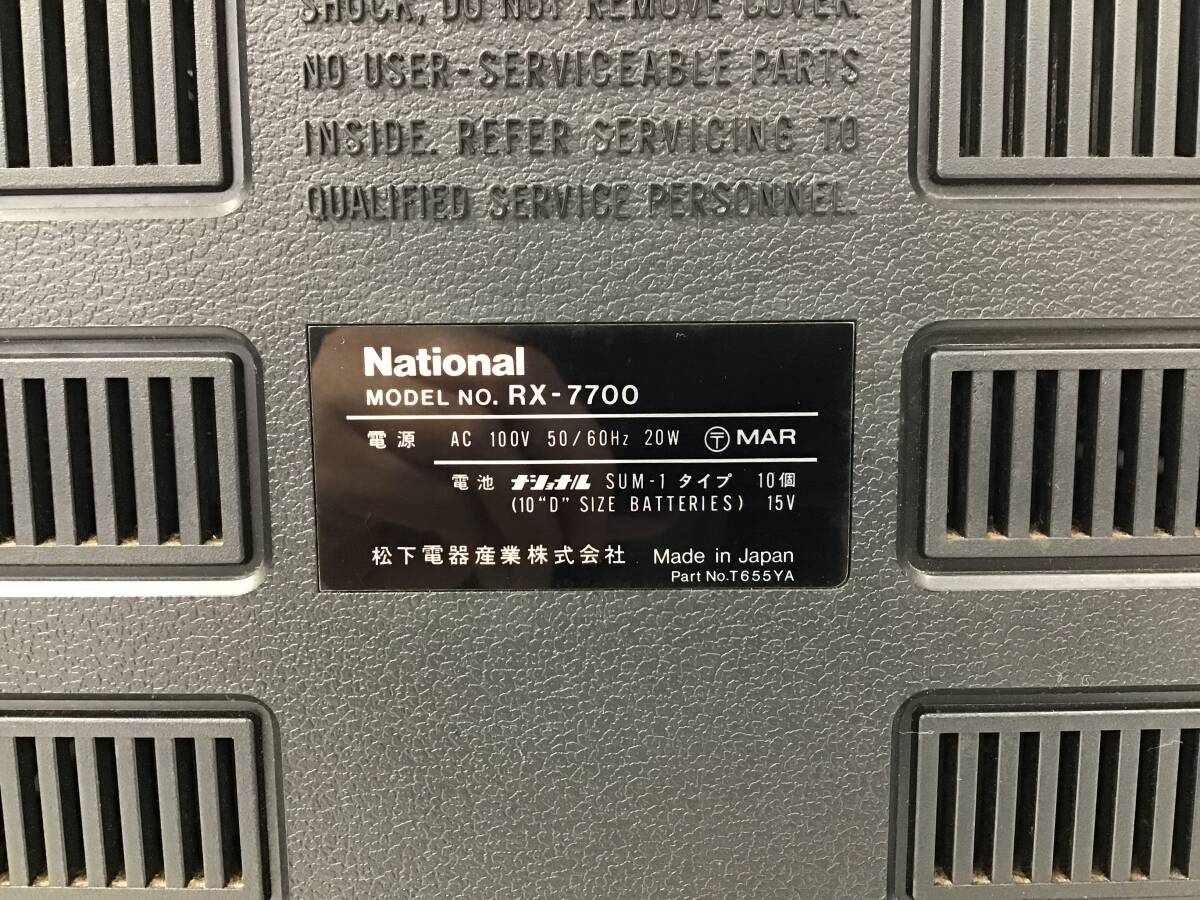 SHOCK, DO NOT REMOVE COVER.
NO USER-SERVICEABLE PARTS
INSIDE. REFER SERVICING TO
QUALIFIED SERVICE PERSONNEL.
National
MODEL NO. RX-7700
電源 AC 100V 50/60Hz 20W 〶 MAR
電池 ナショナル SUM-1 タイプ 10個
(10 "D" SIZE BATTERIES) 15V
松下電器産業株式会社 Made in Japan
Part No.T655YA